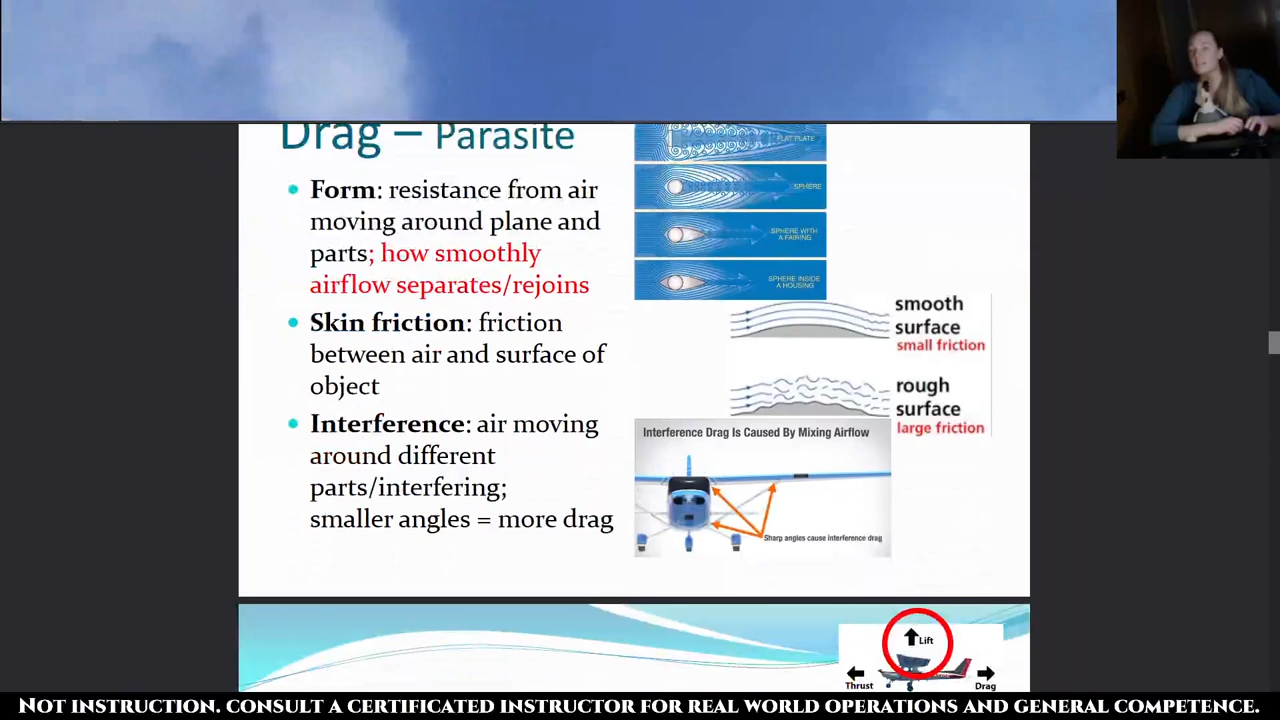 Drag – Parasite
Form: resistance from air
moving around plane and
parts; how smoothly
airflow separates/rejoins
Skin friction: friction
between air and surface of
object
Interference: air moving
around different
parts/interfering;
smaller angles = more drag
FLAT PLATE
SPHERE
SPHERE WITH
A FAIRING
SPHERE INSIDE
A HOUSING
smooth
surface
small friction
rough
surface
large friction
Interference Drag Is Caused By Mixing Airflow
Sharp angles cause interference drag
Lift
Thrust
Drag
NOT INSTRUCTION. CONSULT A CERTIFICATED INSTRUCTOR FOR REAL WORLD OPERATIONS AND GENERAL COMPETENCE.